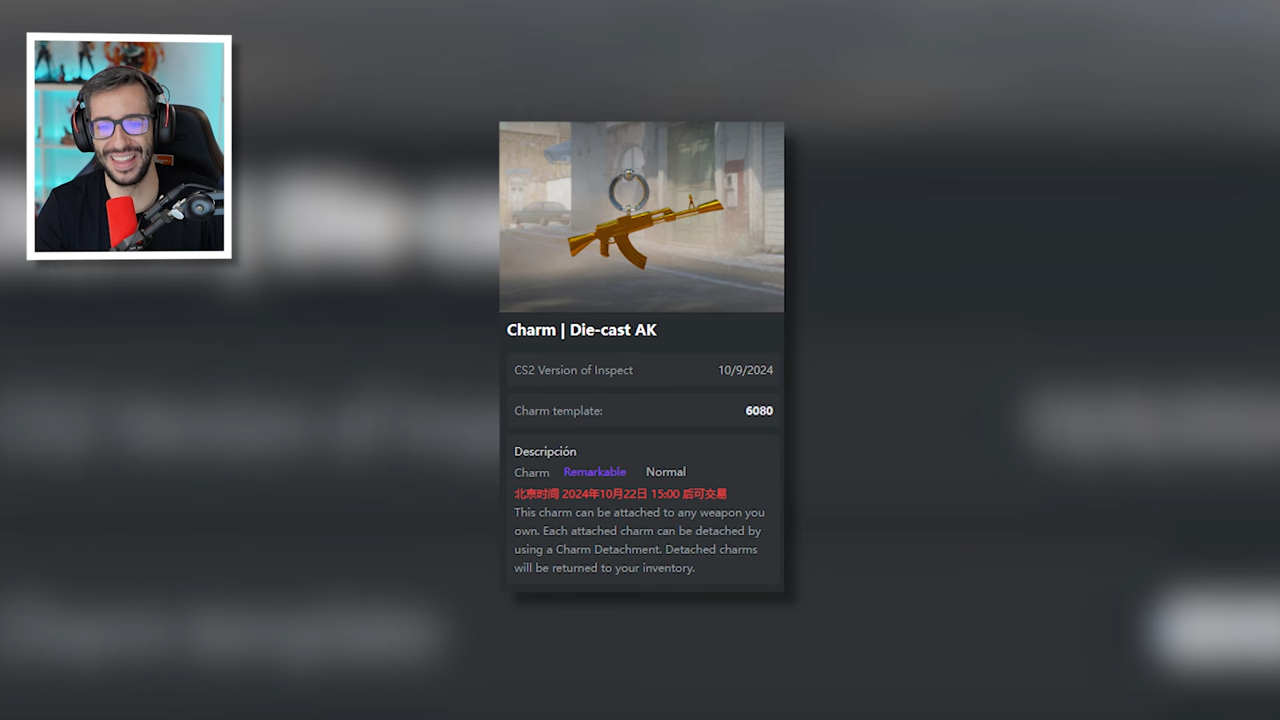 Charm | Die-cast AK
CS2 Version of Inspect 10/9/2024
Charm template: 6080
Descripción
Charm Remarkable Normal
北京时间 2024年10月22日 15:00 后可交易
This charm can be attached to any weapon you
own. Each attached charm can be detached by
using a Charm Detachment. Detached charms
will be returned to your inventory.